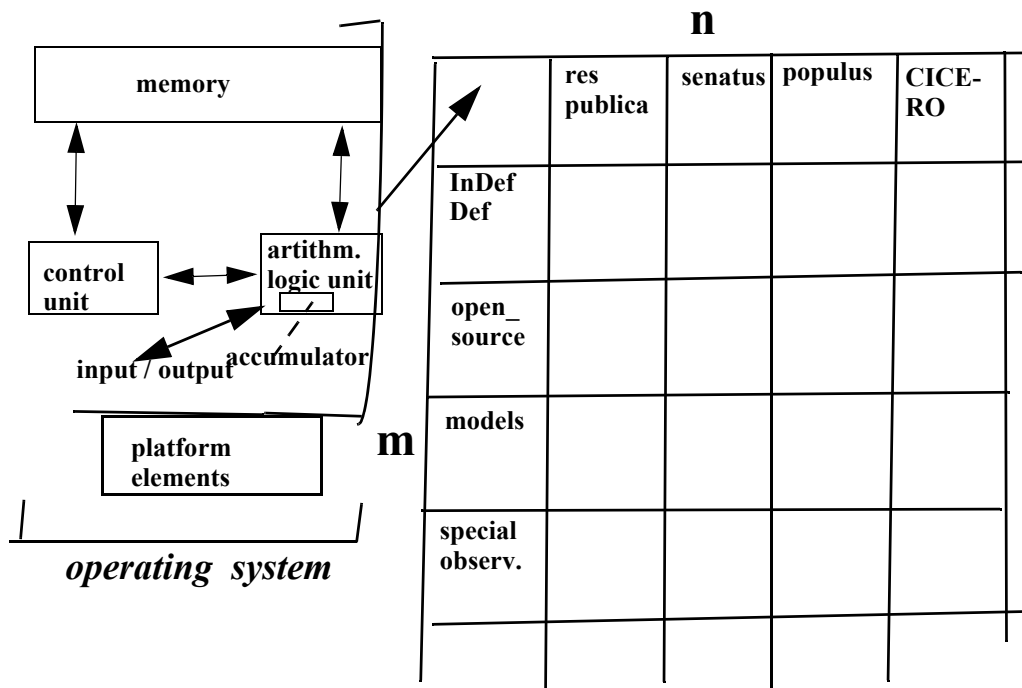 memory
control
unit
artithm.
logic unit
accumulator
input / output
platform
elements
operating system
n
m
res
publica
senatus
populus
CICE-
RO
InDef
Def
open_
source
models
special
observ.